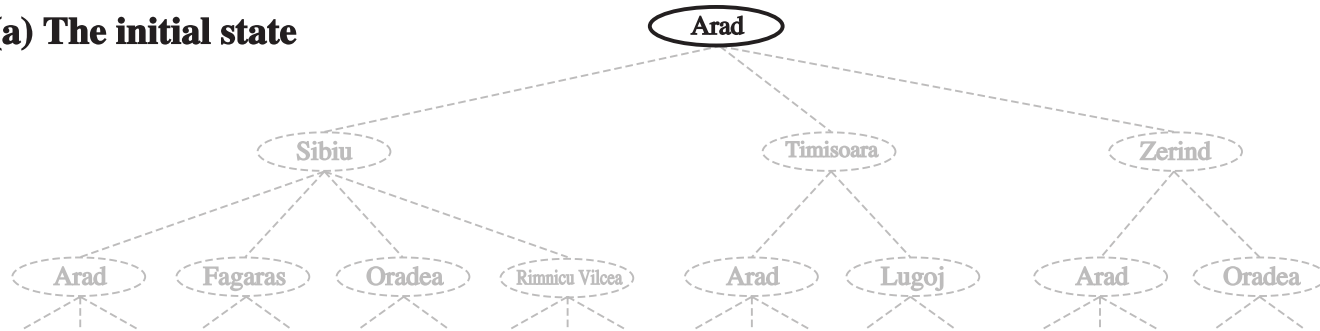 (a) The initial state
Arad
Sibiu
Timisoara
Zerind
Arad
Fagaras
Oradea
Rimnicu Vilcea
Arad
Lugoj
Arad
Oradea